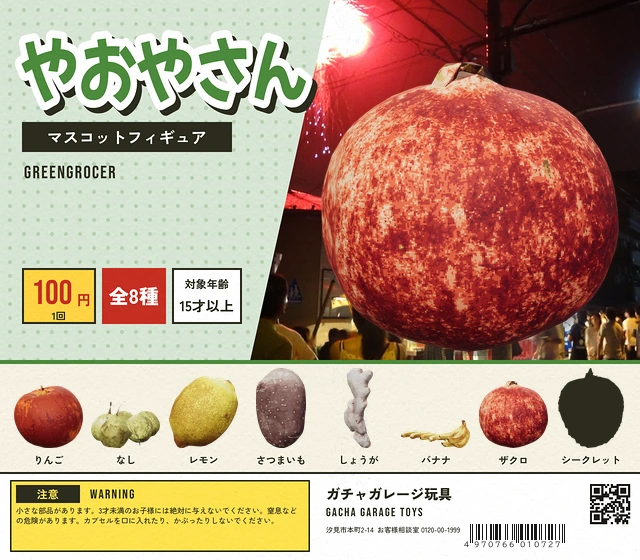 やおやさん
マスコットフィギュア
GREENGROCER
100円
1回
全8種
対象年齢
15才以上
りんご
なし
レモン
さつまいも
しょうが
バナナ
ザクロ
シークレット
注意 WARNING
小さな部品があります。3才未満のお子様には絶対に与えないでください。窒息など
の危険があります。カプセルを口に入れたり、かぶったりしないでください。
ガチャガレージ玩具
GACHA GARAGE TOYS
汐見市本町2-14 お客様相談室 0120-00-1999
4 970766 010727